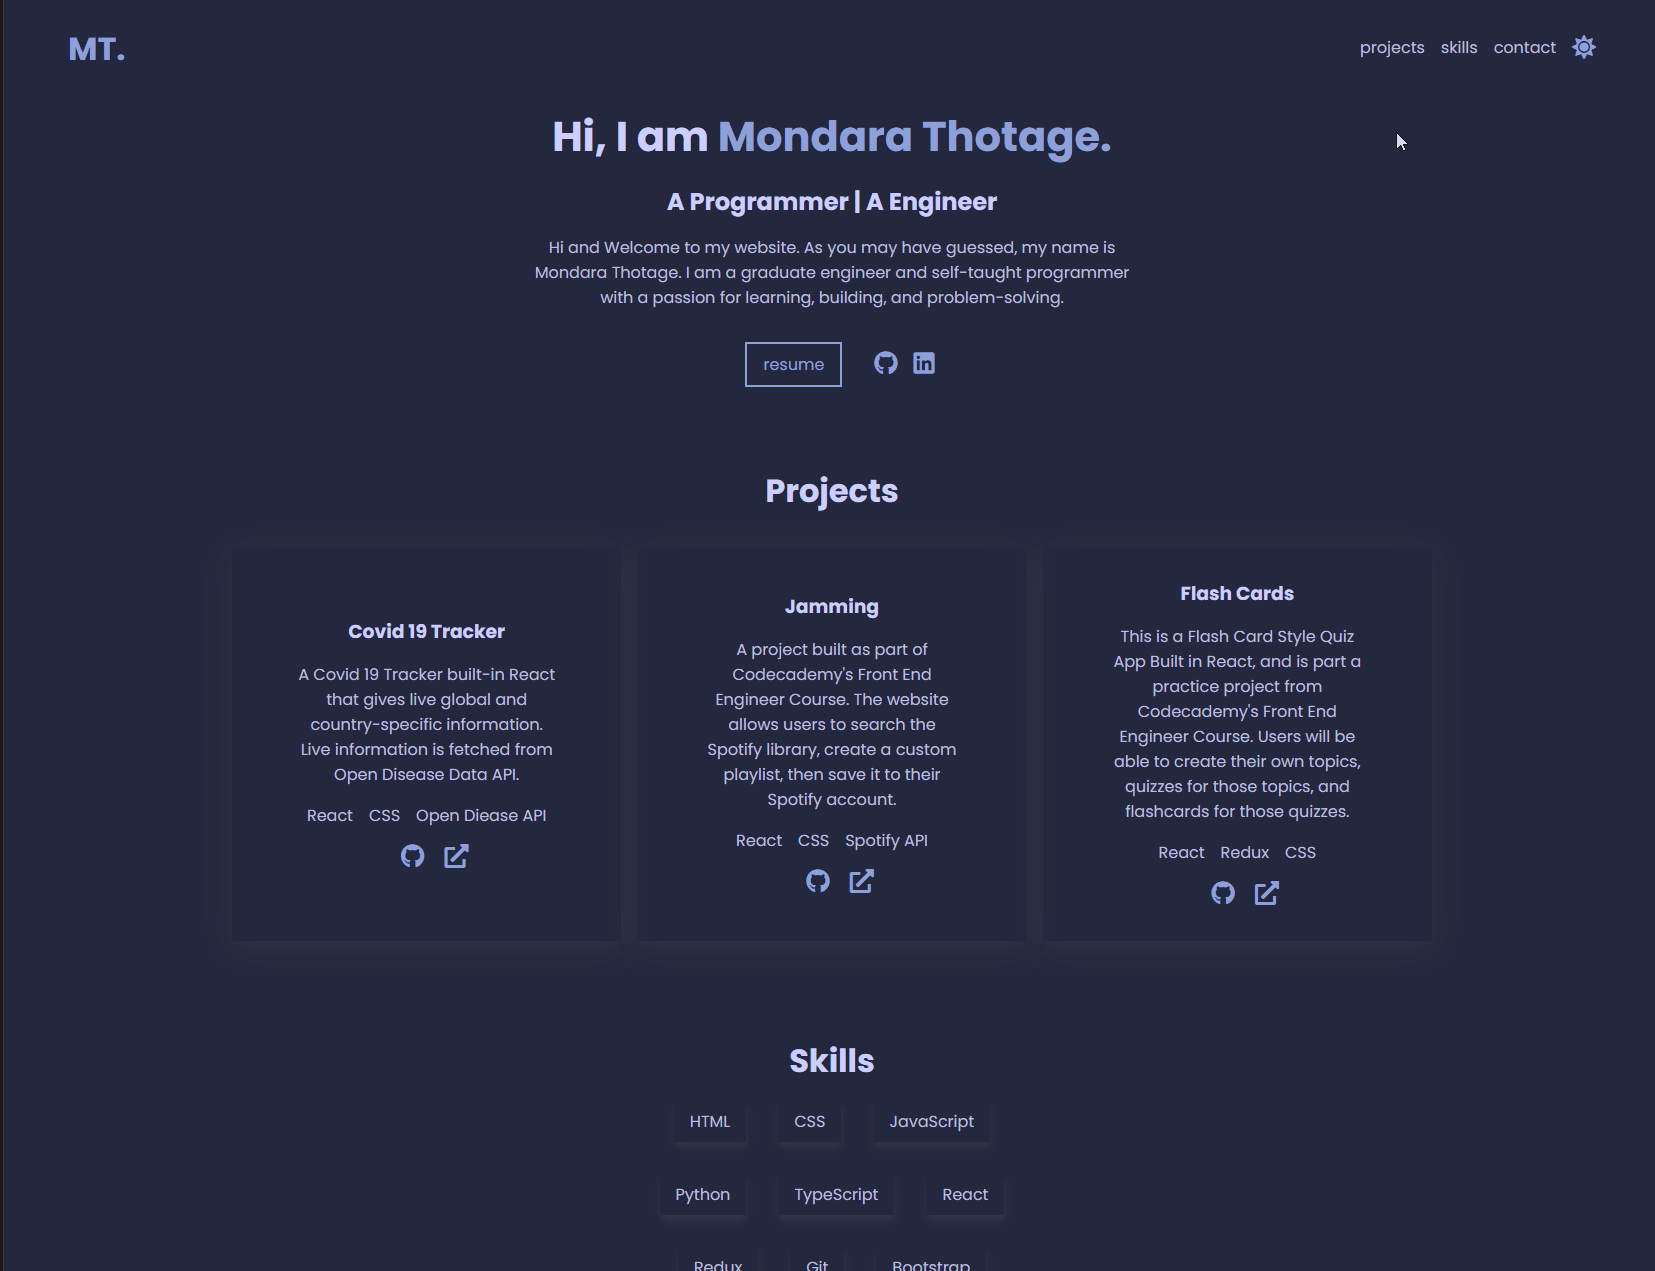 MT.
projects skills contact
Hi, I am Mondara Thotage.
A Programmer | A Engineer
Hi and Welcome to my website. As you may have guessed, my name is
Mondara Thotage. I am a graduate engineer and self-taught programmer
with a passion for learning, building, and problem-solving.
resume
Projects
Covid 19 Tracker
A Covid 19 Tracker built-in React
that gives live global and
country-specific information.
Live information is fetched from
Open Disease Data API.
React CSS Open Diease API
Jamming
A project built as part of
Codecademy's Front End
Engineer Course. The website
allows users to search the
Spotify library, create a custom
playlist, then save it to their
Spotify account.
React CSS Spotify API
Flash Cards
This is a Flash Card Style Quiz
App Built in React, and is part a
practice project from
Codecademy's Front End
Engineer Course. Users will be
able to create their own topics,
quizzes for those topics, and
flashcards for those quizzes.
React Redux CSS
Skills
HTML CSS JavaScript
Python TypeScript React
Redux Git Bootstrap